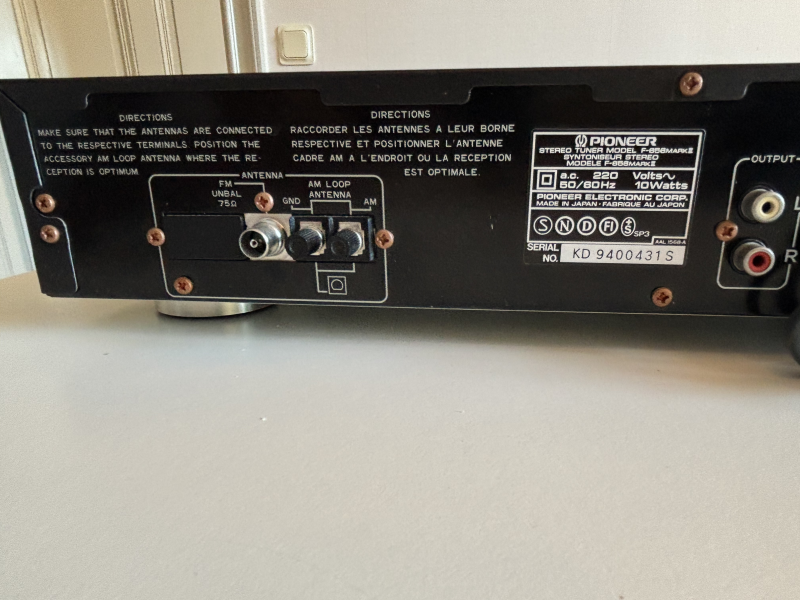 DIRECTIONS
MAKE SURE THAT THE ANTENNAS ARE CONNECTED
TO THE RESPECTIVE TERMINALS POSITION THE
ACCESSORY AM LOOP ANTENNA WHERE THE RE-
CEPTION IS OPTIMUM
DIRECTIONS
RACCORDER LES ANTENNES A LEUR BORNE
RESPECTIVE ET POSITIONNER L'ANTENNE
CADRE AM A L'ENDROIT OU LA RECEPTION
EST OPTIMALE.
ANTENNA
FM
UNBAL
75Ω
GND
AM LOOP
ANTENNA
AM
PIONEER
STEREO TUNER MODEL F-656MARKII
SYNTONISEUR STEREO
MODELE F-656MARKII
a.c. 220 Volts~
50/60Hz 10Watts
PIONEER ELECTRONIC CORP.
MADE IN JAPAN·FABRIQUE AU JAPON
S N D FI S SP3
AAL1568-A
SERIAL
NO. KD 9400431 S
OUTPUT
L
R